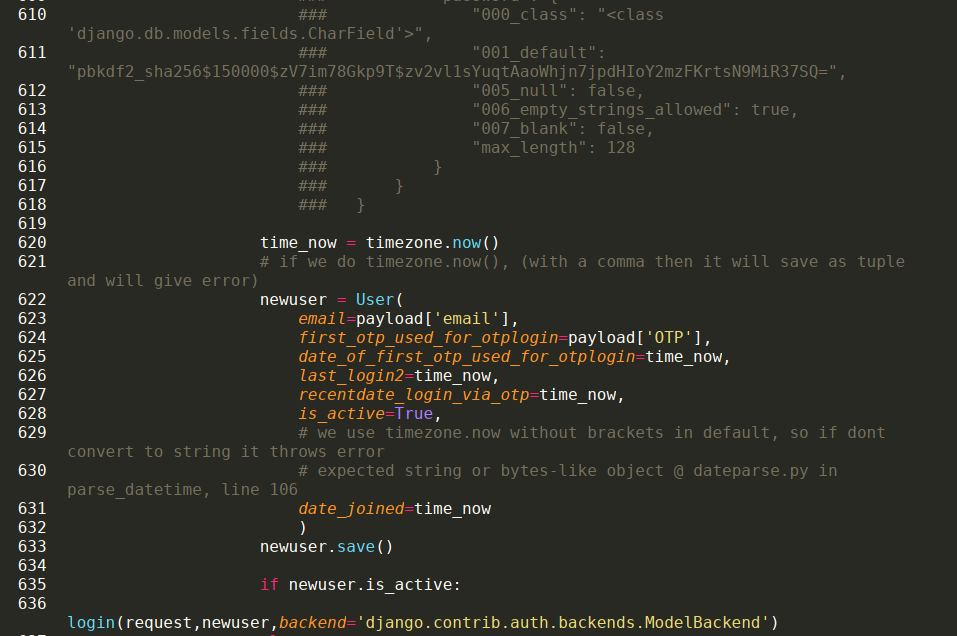 610 ### "000_class": "<class
'django.db.models.fields.CharField'>",
611 ### "001_default":
"pbkdf2_sha256$150000$zV7im78Gkp9T$zv2vl1sYuqtAaoWhjn7jpdHIoY2mzFKrtsN9MiR37SQ=",
612 ### "005_null": false,
613 ### "006_empty_strings_allowed": true,
614 ### "007_blank": false,
615 ### "max_length": 128
616 ### }
617 ### }
618 ### }
619
620 time_now = timezone.now()
621 # if we do timezone.now(), (with a comma then it will save as tuple
and will give error)
622 newuser = User(
623 email=payload['email'],
624 first_otp_used_for_otplogin=payload['OTP'],
625 date_of_first_otp_used_for_otplogin=time_now,
626 last_login2=time_now,
627 recentdate_login_via_otp=time_now,
628 is_active=True,
629 # we use timezone.now without brackets in default, so if dont
convert to string it throws error
630 # expected string or bytes-like object @ dateparse.py in
parse_datetime, line 106
631 date_joined=time_now
632 )
633 newuser.save()
634
635 if newuser.is_active:
636
login(request,newuser,backend='django.contrib.auth.backends.ModelBackend')